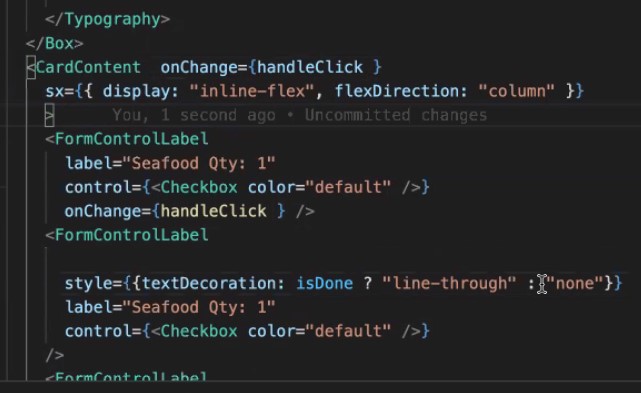 </Typography>
</Box>
<CardContent  onChange={handleClick }
sx={{ display: "inline-flex", flexDirection: "column" }}
>     You, 1 second ago • Uncommitted changes
<FormControlLabel
label="Seafood Qty: 1"
control={<Checkbox color="default" />}
onChange={handleClick } />
<FormControlLabel
style={{textDecoration: isDone ? "line-through" : "none"}}
label="Seafood Qty: 1"
control={<Checkbox color="default" />}
/>
<FormControlLabel